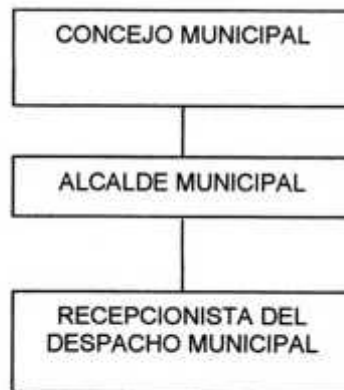 CONCEJO MUNICIPAL
ALCALDE MUNICIPAL
RECEPCIONISTA DEL
DESPACHO MUNICIPAL